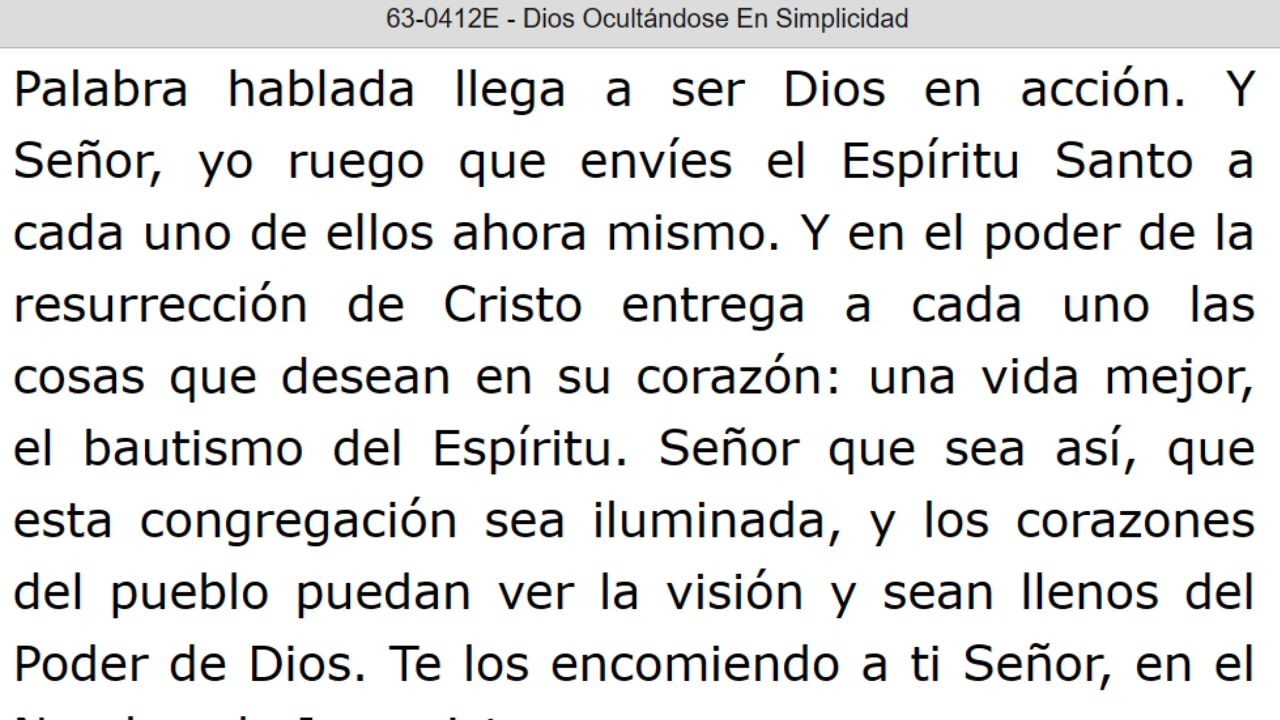 63-0412E - Dios Ocultándose En Simplicidad
Palabra hablada llega a ser Dios en acción. Y
Señor, yo ruego que envíes el Espíritu Santo a
cada uno de ellos ahora mismo. Y en el poder de la
resurrección de Cristo entrega a cada uno las
cosas que desean en su corazón: una vida mejor,
el bautismo del Espíritu. Señor que sea así, que
esta congregación sea iluminada, y los corazones
del pueblo puedan ver la visión y sean llenos del
Poder de Dios. Te los encomiendo a ti Señor, en el